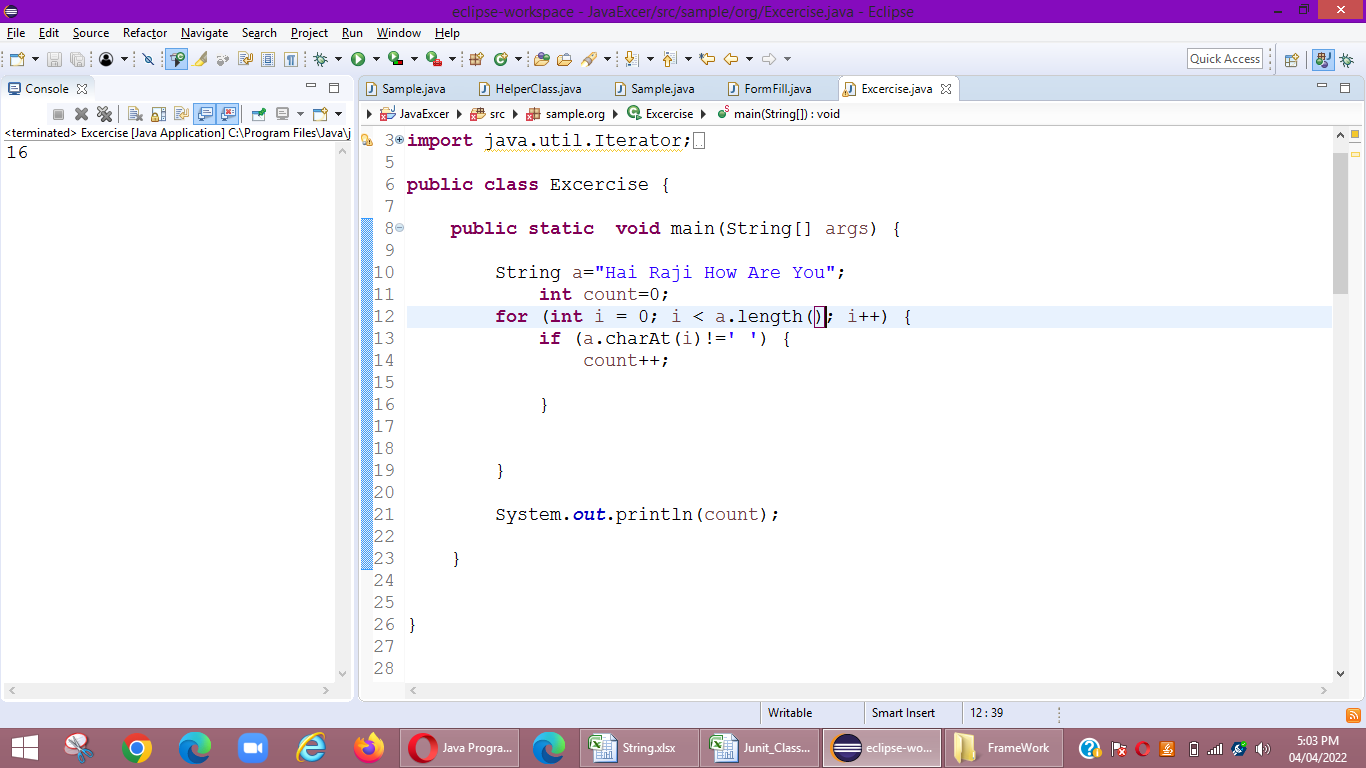 eclipse-workspace - JavaExcer/src/sample/org/Excercise.java - Eclipse
File Edit Source Refactor Navigate Search Project Run Window Help
Quick Access
Console
<terminated> Excercise [Java Application] C:\Program Files\Java\j
16
Sample.java HelperClass.java Sample.java FormFill.java Excercise.java
JavaExcer src sample.org Excercise main(String[]) : void
3 import java.util.Iterator;
5
6 public class Excercise {
7
8 public static  void main(String[] args) {
9
10 String a="Hai Raji How Are You";
11 int count=0;
12 for (int i = 0; i < a.length(); i++) {
13 if (a.charAt(i)!=' ') {
14 count++;
15
16 }
17
18
19 }
20
21 System.out.println(count);
22
23 }
24
25
26 }
27
28
Writable Smart Insert 12 : 39
Java Progra... String.xlsx Junit_Class... eclipse-wo... FrameWork
5:03 PM
04/04/2022